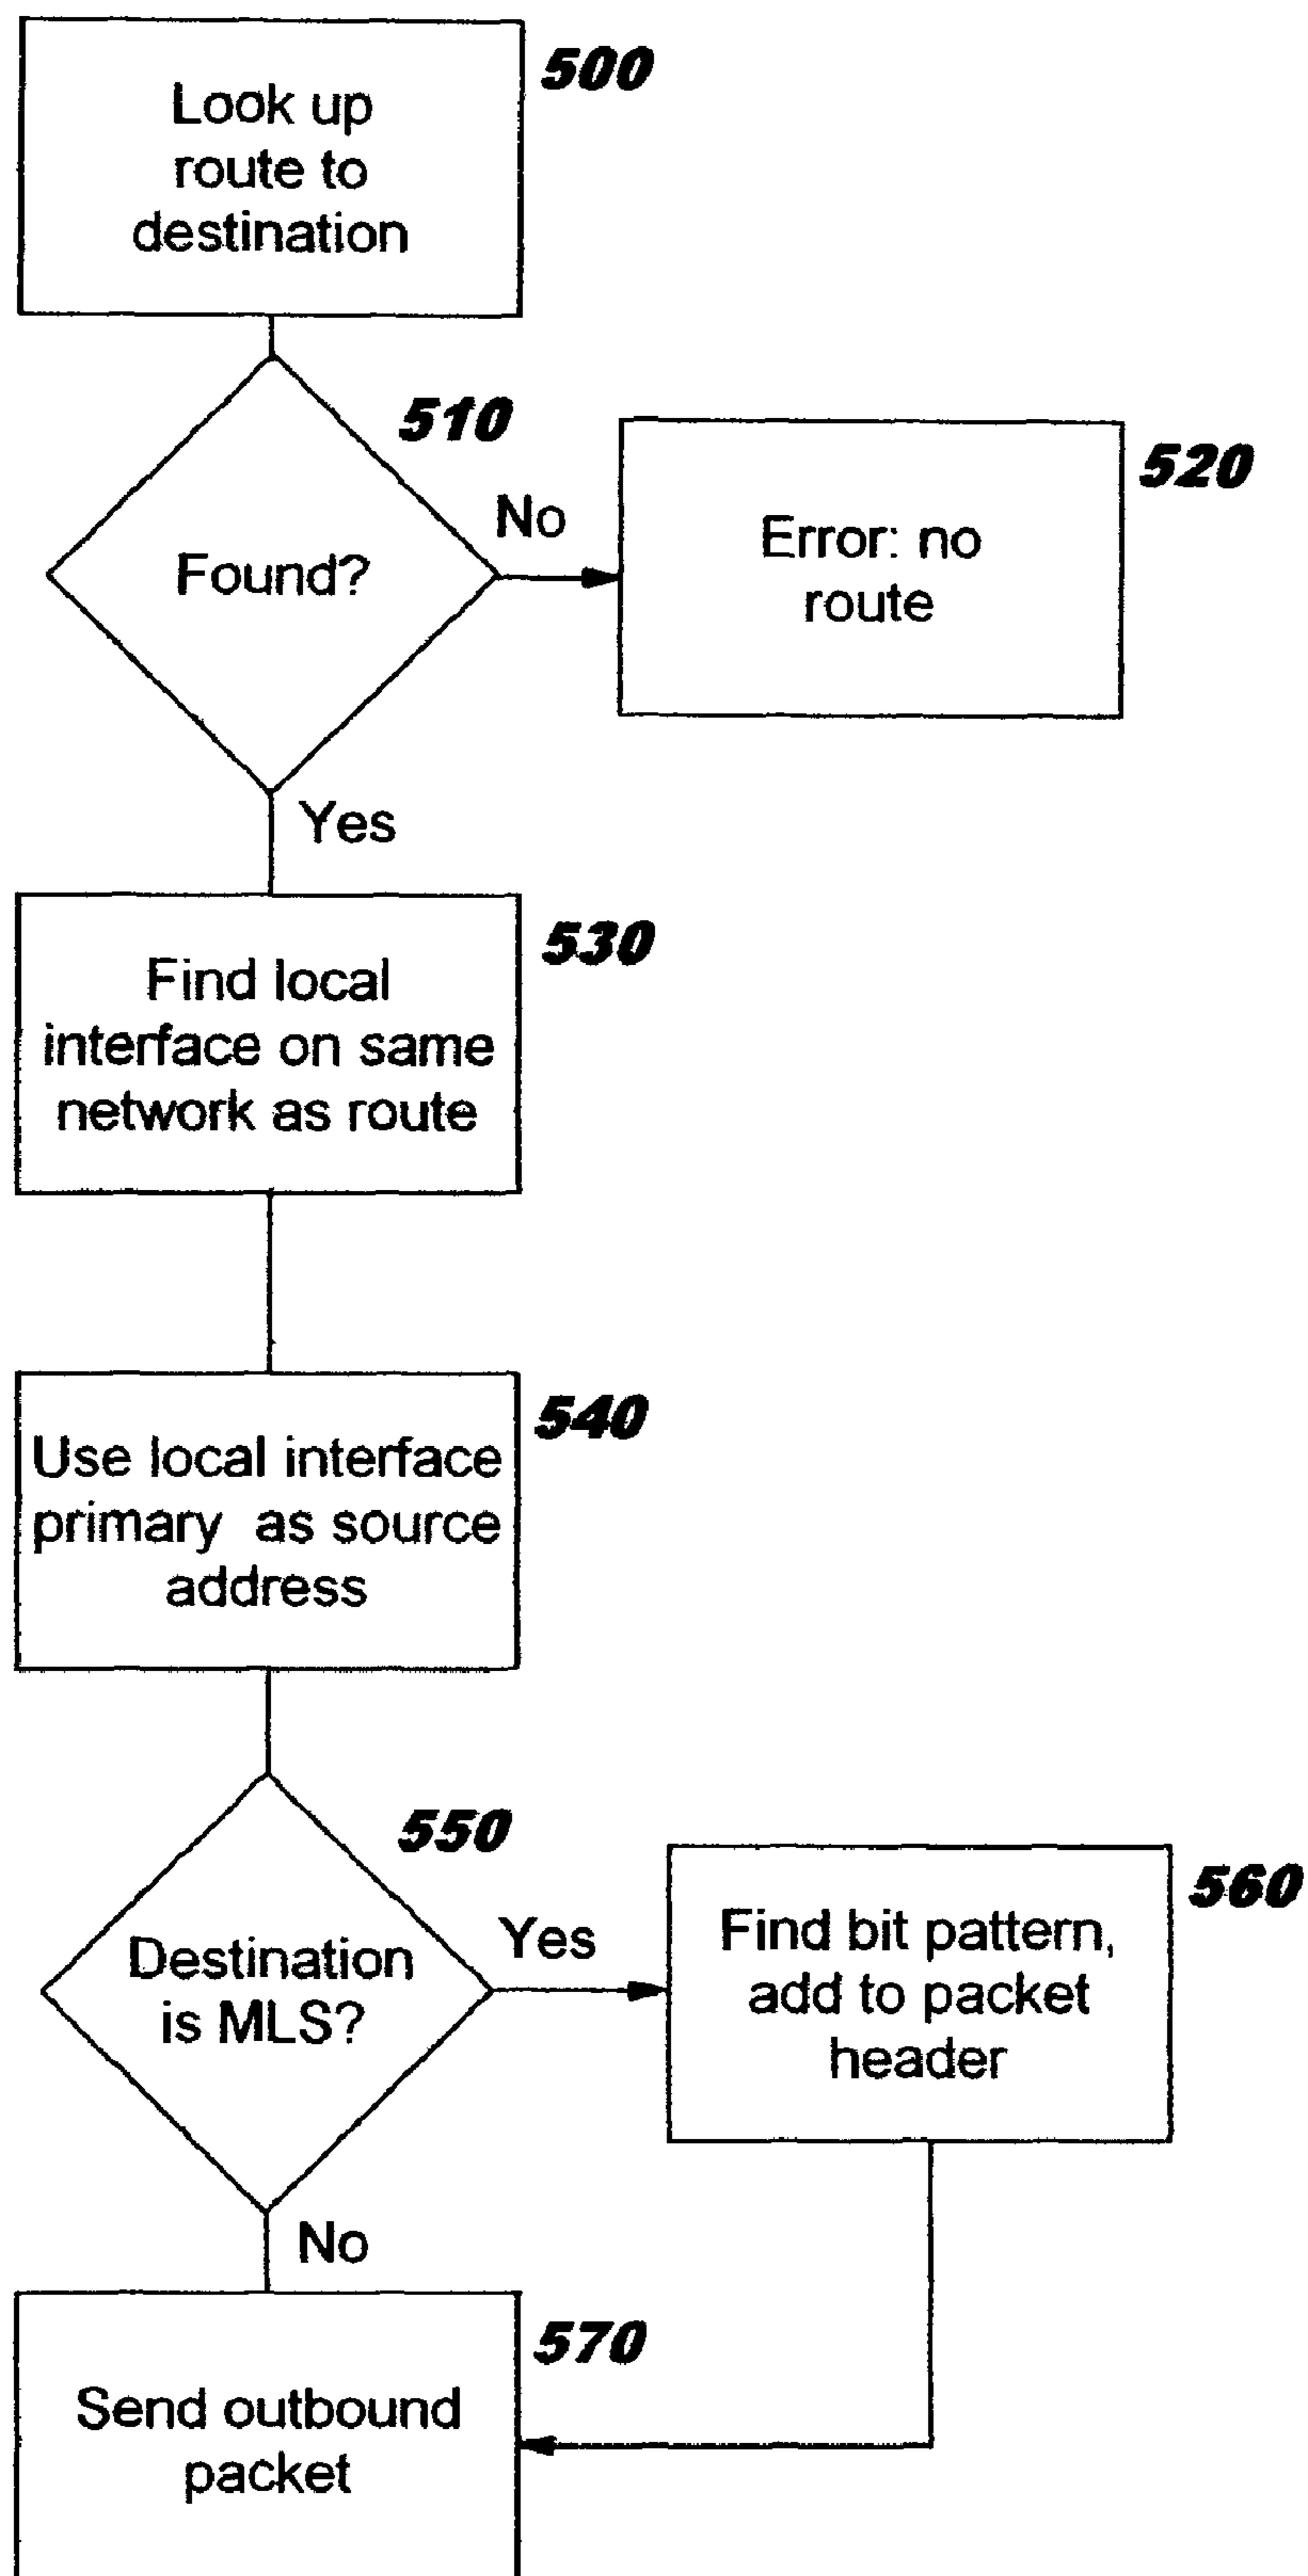 Look up
route to
destination
500
510
Found?
No
Error: no
route
520
Yes
Find local
interface on same
network as route
530
Use local interface
primary as source
address
540
550
Destination
is MLS?
Yes
Find bit pattern,
add to packet
header
560
No
Send outbound
packet
570